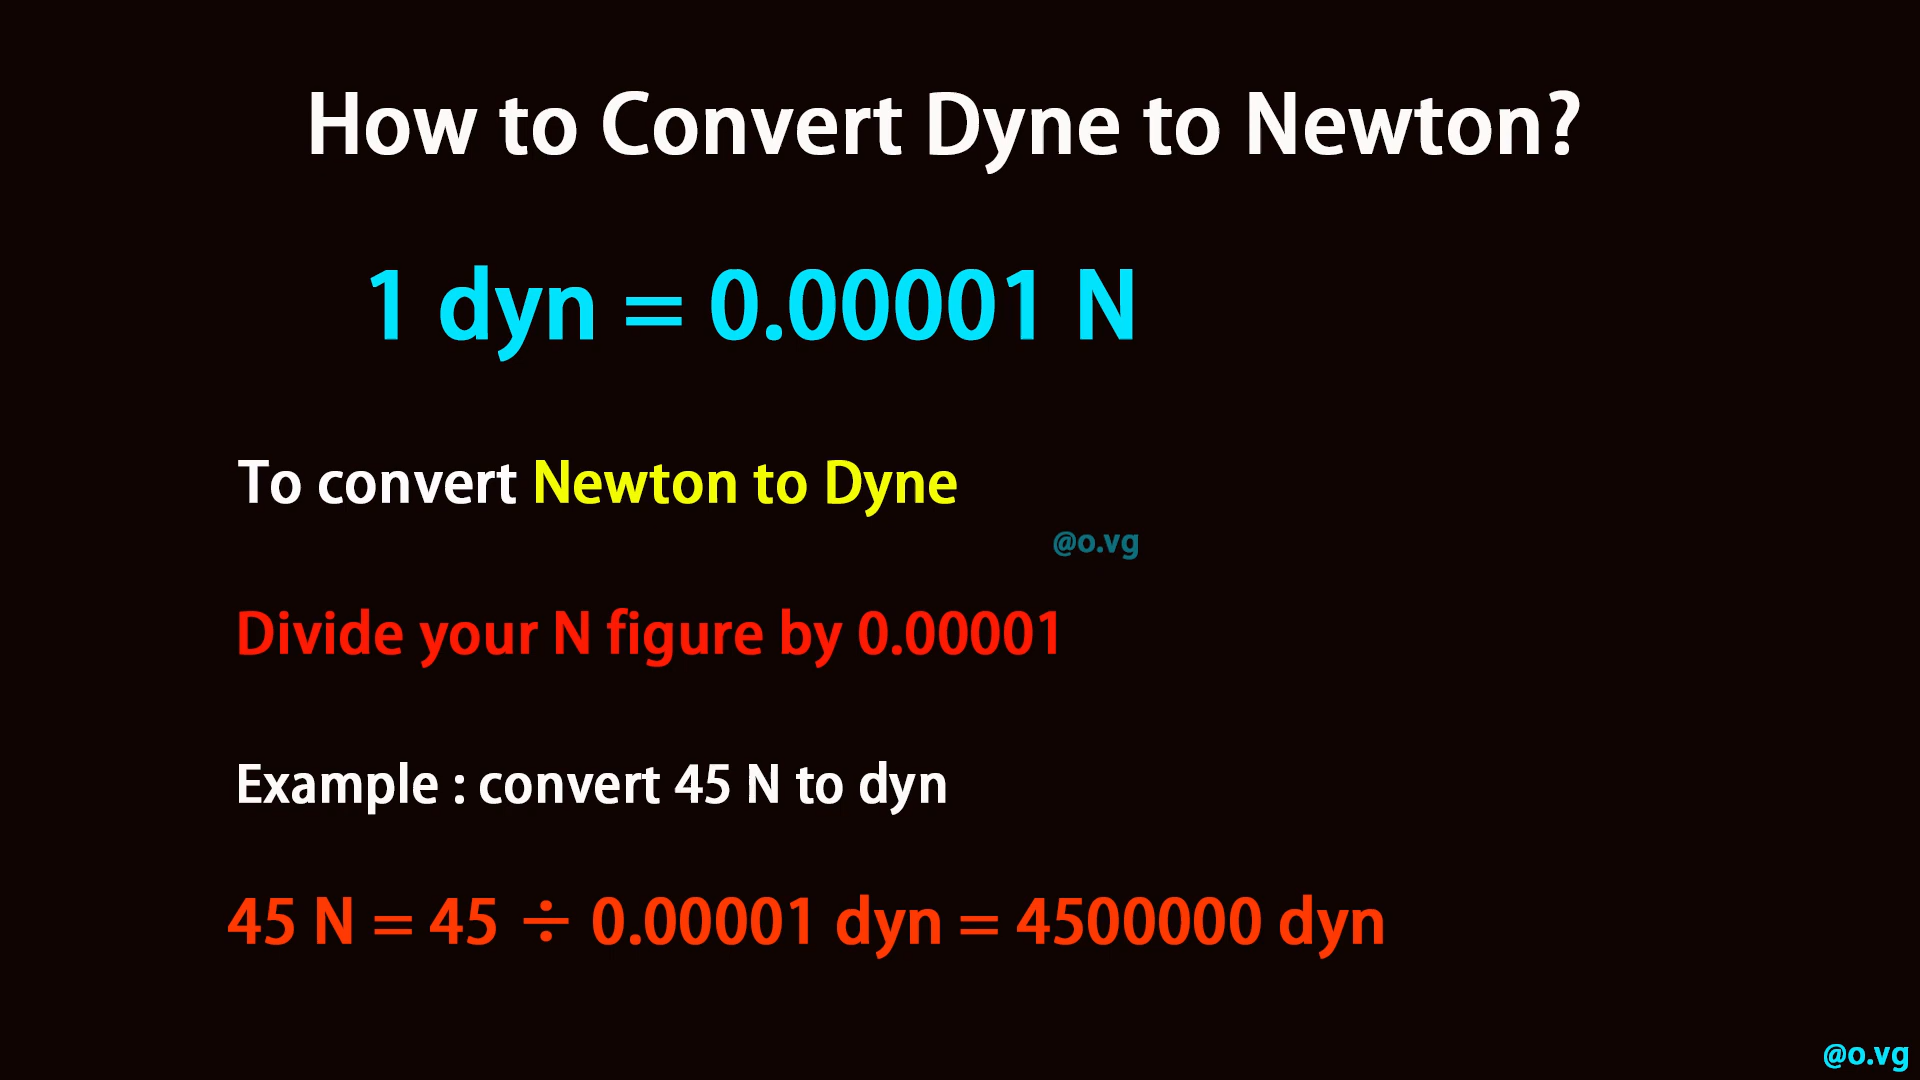 How to Convert Dyne to Newton?
1 dyn = 0.00001 N
To convert Newton to Dyne
@o.vg
Divide your N figure by 0.00001
Example : convert 45 N to dyn
45 N = 45 ÷ 0.00001 dyn = 4500000 dyn
@o.vg